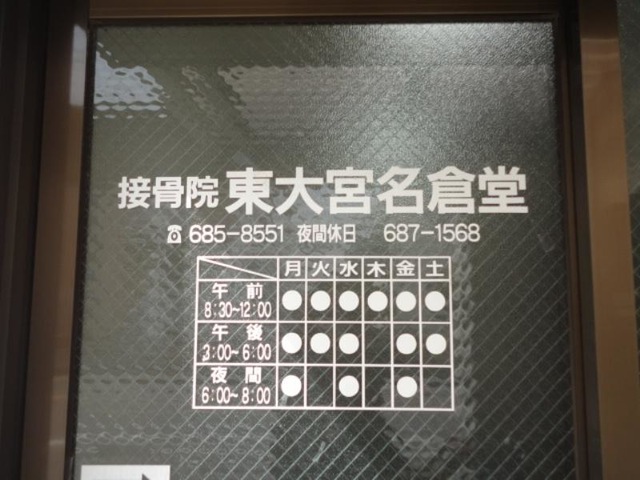 接骨院 東大宮名倉堂
☎ 685-8551 夜間休日 687-1568
月 火 水 木 金 土
午前 8:30~12:00 ● ● ● ● ● ●
午後 3:00~6:00 ● ● ● ● ●
夜間 6:00~8:00 ● ● ●